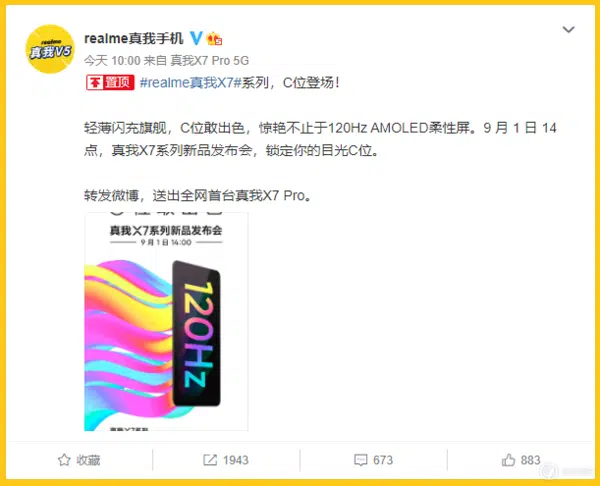 realme
真我V5
realme真我手机
今天 10:00 来自 真我X7 Pro 5G
置顶 #realme真我X7#系列，C位登场！
轻薄闪充旗舰，C位敢出色，惊艳不止于120Hz AMOLED柔性屏。9 月 1 日 14
点，真我X7系列新品发布会，锁定你的目光C位。
转发微博，送出全网首台真我X7 Pro。
真我X7系列新品发布会
9 月 1 日 14:00
120Hz
真我X7系列
收藏
1943
673
883